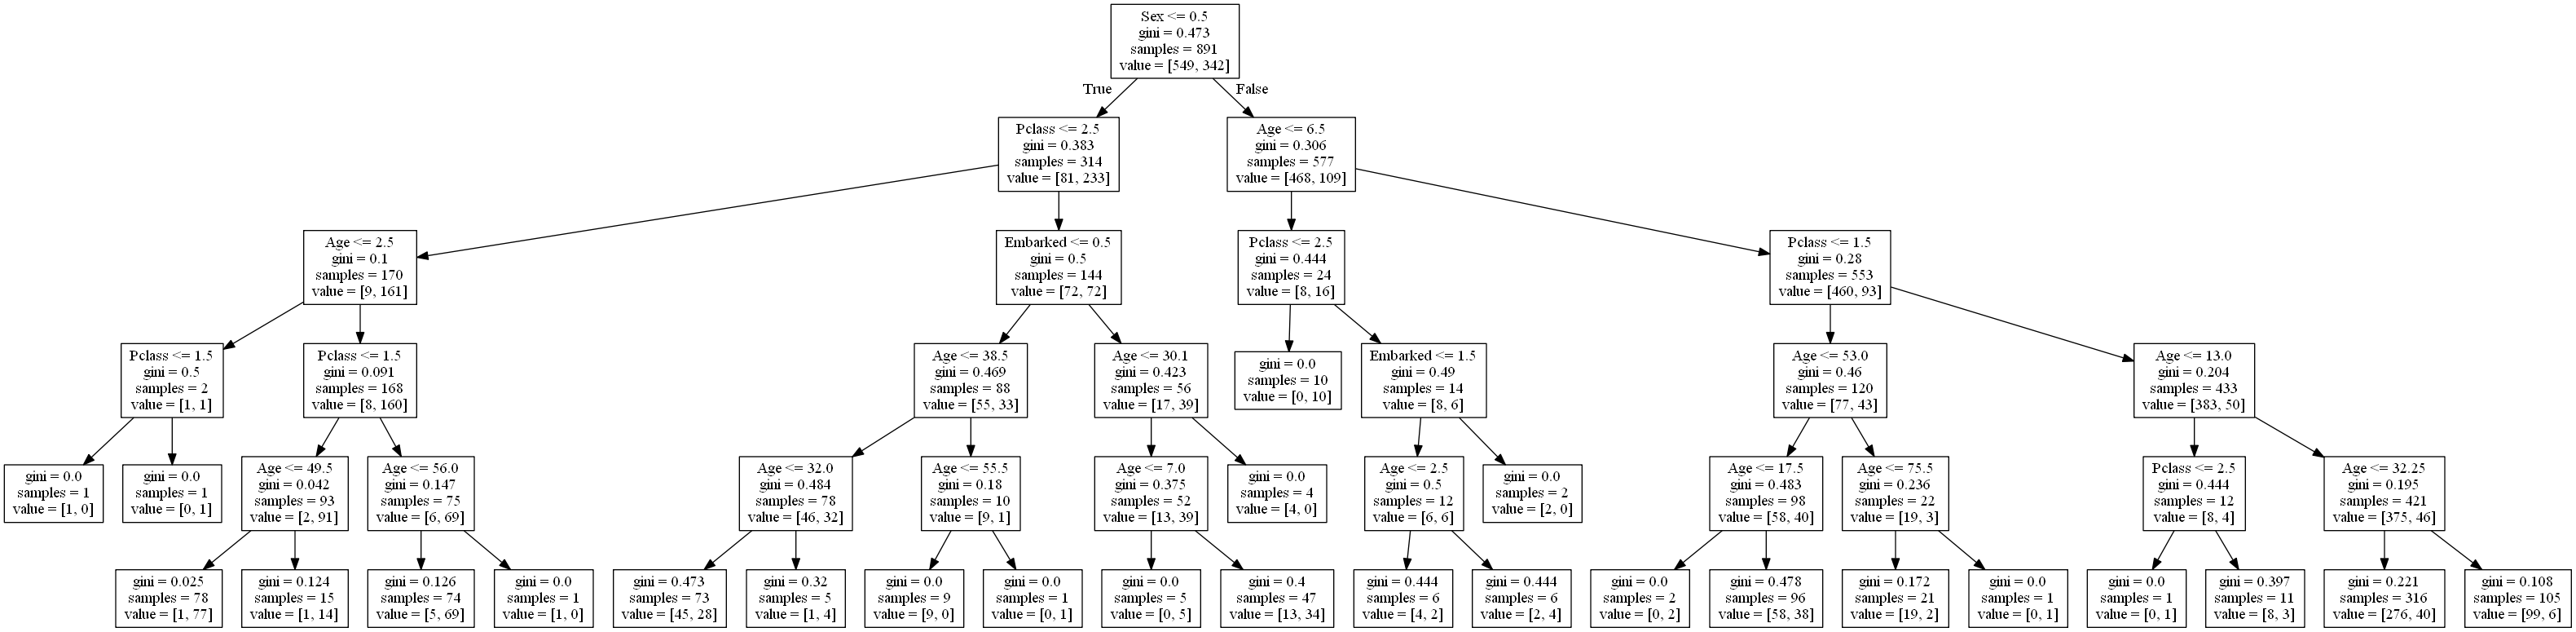 Sex <= 0.5
gini = 0.473
samples = 891
value = [549, 342]
True
False
Pclass <= 2.5
gini = 0.383
samples = 314
value = [81, 233]
Age <= 6.5
gini = 0.306
samples = 577
value = [468, 109]
Age <= 2.5
gini = 0.1
samples = 170
value = [9, 161]
Embarked <= 0.5
gini = 0.5
samples = 144
value = [72, 72]
Pclass <= 2.5
gini = 0.444
samples = 24
value = [8, 16]
Pclass <= 1.5
gini = 0.28
samples = 553
value = [460, 93]
Pclass <= 1.5
gini = 0.5
samples = 2
value = [1, 1]
Pclass <= 1.5
gini = 0.091
samples = 168
value = [8, 160]
Age <= 38.5
gini = 0.469
samples = 88
value = [55, 33]
Age <= 30.1
gini = 0.423
samples = 56
value = [17, 39]
gini = 0.0
samples = 10
value = [0, 10]
Embarked <= 1.5
gini = 0.49
samples = 14
value = [8, 6]
Age <= 53.0
gini = 0.46
samples = 120
value = [77, 43]
Age <= 13.0
gini = 0.204
samples = 433
value = [383, 50]
gini = 0.0
samples = 1
value = [1, 0]
gini = 0.0
samples = 1
value = [0, 1]
Age <= 49.5
gini = 0.042
samples = 93
value = [2, 91]
Age <= 56.0
gini = 0.147
samples = 75
value = [6, 69]
Age <= 32.0
gini = 0.484
samples = 78
value = [46, 32]
Age <= 55.5
gini = 0.18
samples = 10
value = [9, 1]
Age <= 7.0
gini = 0.375
samples = 52
value = [13, 39]
gini = 0.0
samples = 4
value = [4, 0]
Age <= 2.5
gini = 0.5
samples = 12
value = [6, 6]
gini = 0.0
samples = 2
value = [2, 0]
Age <= 17.5
gini = 0.483
samples = 98
value = [58, 40]
Age <= 75.5
gini = 0.236
samples = 22
value = [19, 3]
Pclass <= 2.5
gini = 0.444
samples = 12
value = [8, 4]
Age <= 32.25
gini = 0.195
samples = 421
value = [375, 46]
gini = 0.025
samples = 78
value = [1, 77]
gini = 0.124
samples = 15
value = [1, 14]
gini = 0.126
samples = 74
value = [5, 69]
gini = 0.0
samples = 1
value = [1, 0]
gini = 0.473
samples = 73
value = [45, 28]
gini = 0.32
samples = 5
value = [1, 4]
gini = 0.0
samples = 9
value = [9, 0]
gini = 0.0
samples = 1
value = [0, 1]
gini = 0.0
samples = 5
value = [0, 5]
gini = 0.4
samples = 47
value = [13, 34]
gini = 0.444
samples = 6
value = [4, 2]
gini = 0.444
samples = 6
value = [2, 4]
gini = 0.0
samples = 2
value = [0, 2]
gini = 0.478
samples = 96
value = [58, 38]
gini = 0.172
samples = 21
value = [19, 2]
gini = 0.0
samples = 1
value = [0, 1]
gini = 0.0
samples = 1
value = [0, 1]
gini = 0.397
samples = 11
value = [8, 3]
gini = 0.221
samples = 316
value = [276, 40]
gini = 0.108
samples = 105
value = [99, 6]